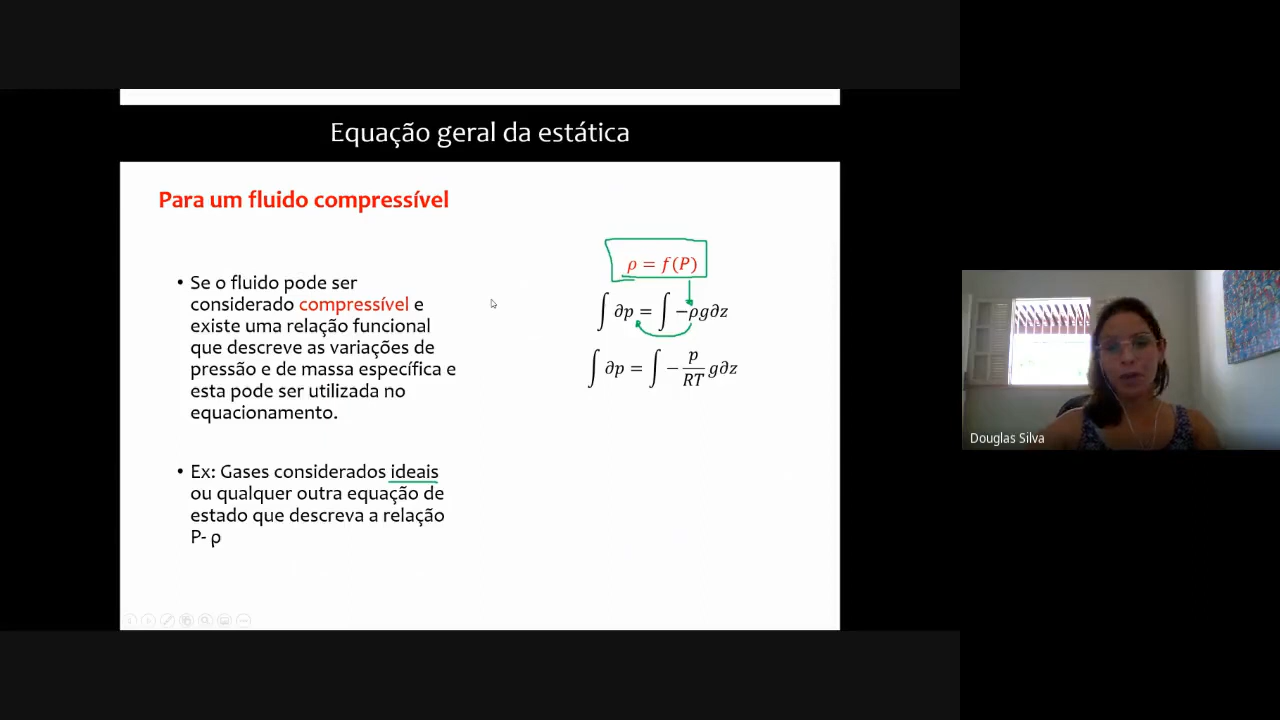 Equação geral da estática
Para um fluido compressível
• Se o fluido pode ser
considerado compressível e
existe uma relação funcional
que descreve as variações de
pressão e de massa específica e
esta pode ser utilizada no
equacionamento.
• Ex: Gases considerados ideais
ou qualquer outra equação de
estado que descreva a relação
P- ρ
ρ = f(P)
∫ ∂p = ∫ −ρg∂z
∫ ∂p = ∫ − p/RT g∂z
Douglas Silva